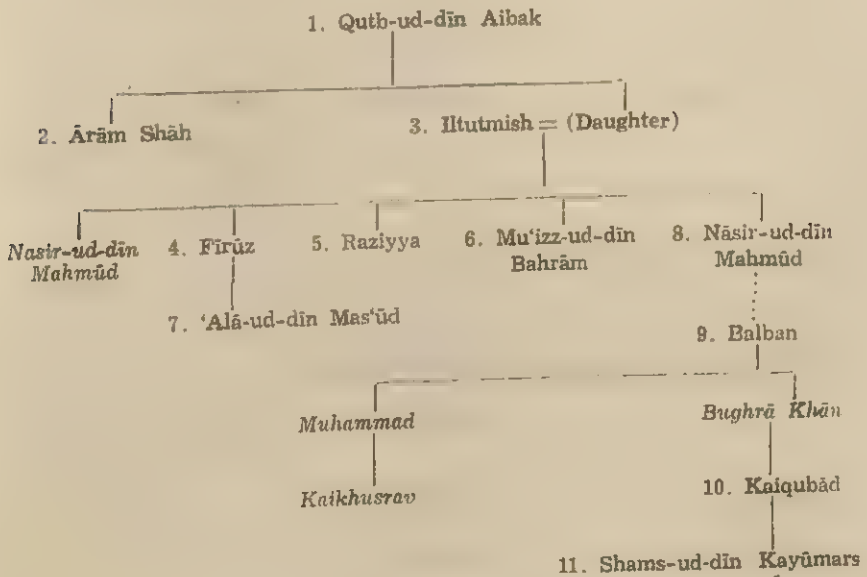 1. Qutb-ud-dīn Aibak
2. Ārām Shāh
3. Iltutmish = (Daughter)
Nasir-ud-dīn
Mahmūd
4. Fīrūz
5. Raziyya
6. Mu‘izz-ud-dīn
Bahrām
8. Nāsir-ud-dīn
Mahmūd
7. ‘Alā-ud-dīn Mas‘ūd
9. Balban
Muhammad
Bughrā Khān
Kaikhusrav
10. Kaiqubād
11. Shams-ud-dīn Kayūmars